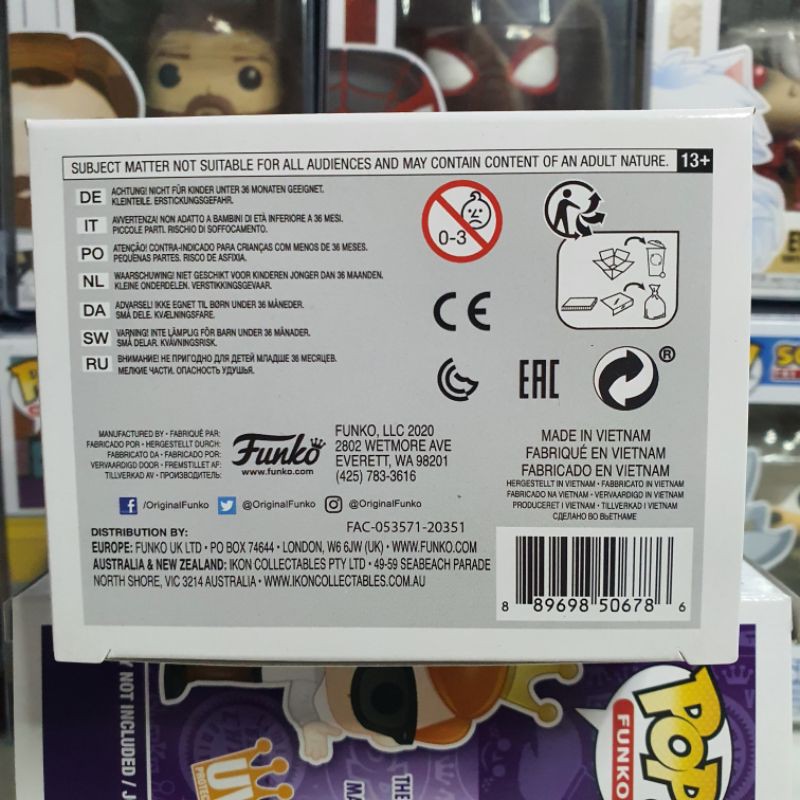 SUBJECT MATTER NOT SUITABLE FOR ALL AUDIENCES AND MAY CONTAIN CONTENT OF AN ADULT NATURE. 13+
DE ACHTUNG! NICHT FÜR KINDER UNTER 36 MONATEN GEEIGNET.
KLEINTEILE. ERSTICKUNGSGEFAHR.
IT AVVERTENZA! NON ADATTO A BAMBINI DI ETÀ INFERIORE A 36 MESI.
PICCOLE PARTI. RISCHIO DI SOFFOCAMENTO.
PO ATENÇÃO! CONTRA-INDICADO PARA CRIANÇAS COM MENOS DE 36 MESES.
PEQUENAS PARTES. RISCO DE ASFIXIA.
NL WAARSCHUWING! NIET GESCHIKT VOOR KINDEREN JONGER DAN 36 MAANDEN.
KLEINE ONDERDELEN. VERSTIKKINGSGEVAAR.
DA ADVARSEL! IKKE EGNET TIL BØRN UNDER 36 MÅNEDER.
SMÅ DELE. KVÆLNINGSFARE.
SW VARNING! INTE LÄMPLIG FÖR BARN UNDER 36 MÅNADER.
SMÅ DELAR. KVÄVNINGSRISK.
RU ВНИМАНИЕ! НЕ ПРИГОДНО ДЛЯ ДЕТЕЙ МЛАДШЕ 36 МЕСЯЦЕВ.
МЕЛКИЕ ЧАСТИ. ОПАСНОСТЬ УДУШЬЯ.
0-3
CE
EAC
®
MANUFACTURED BY • FABRIQUÉ PAR:
FABRICADO POR • HERGESTELLT DURCH:
FABBRICATO DA • FABRICADO POR:
VERVAARDIGD DOOR • FREMSTILLET AF:
TILLVERKAD AV • ПРОИЗВОДИТЕЛЬ:
Funko
www.funko.com
FUNKO, LLC 2020
2802 WETMORE AVE
EVERETT, WA 98201
(425) 783-3616
MADE IN VIETNAM
FABRIQUÉ EN VIETNAM
FABRICADO EN VIETNAM
HERGESTELLT IN VIETNAM • FABBRICATO IN VIETNAM
FABRICADO NA VIETNAM • VERVAARDIGD IN VIETNAM
PRODUCERET I VIETNAM • TILLVERKAD I VIETNAM
СДЕЛАНО ВО ВЬЕТНАМЕ
f /OriginalFunko @OriginalFunko @OriginalFunko
FAC-053571-20351
DISTRIBUTION BY:
EUROPE: FUNKO UK LTD • PO BOX 74644 • LONDON, W6 6JW (UK) • WWW.FUNKO.COM
AUSTRALIA & NEW ZEALAND: IKON COLLECTABLES PTY LTD • 49-59 SEABEACH PARADE
NORTH SHORE, VIC 3214 AUSTRALIA • WWW.IKONCOLLECTABLES.COM.AU
8 89698 50678 6
NOT INCLUDED /
THE
POP
FUNKO